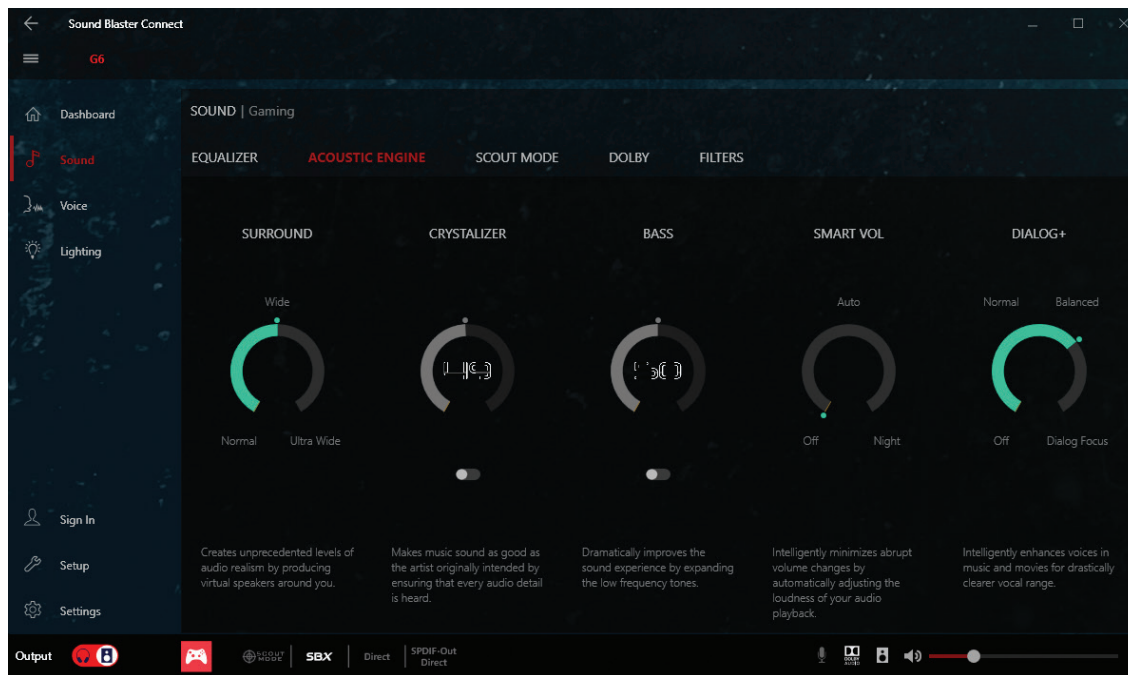 Sound Blaster Connect
G6
Dashboard
Sound
Voice
Lighting
Sign In
Setup
Settings
SOUND | Gaming
EQUALIZER ACOUSTIC ENGINE SCOUT MODE DOLBY FILTERS
SURROUND
Wide
Normal Ultra Wide
Creates unprecedented levels of
audio realism by producing
virtual speakers around you.
CRYSTALIZER
Makes music sound as good as
the artist originally intended by
ensuring that every audio detail
is heard.
BASS
Dramatically improves the
sound experience by expanding
the low frequency tones.
SMART VOL
Auto
Off Night
Intelligently minimizes abrupt
volume changes by
automatically adjusting the
loudness of your audio
playback.
DIALOG+
Normal Balanced
Off Dialog Focus
Intelligently enhances voices in
music and movies for drastically
clearer vocal range.
Output
SCOUT
MODE
SBX
Direct
SPDIF-Out
Direct
DOLBY
AUDIO